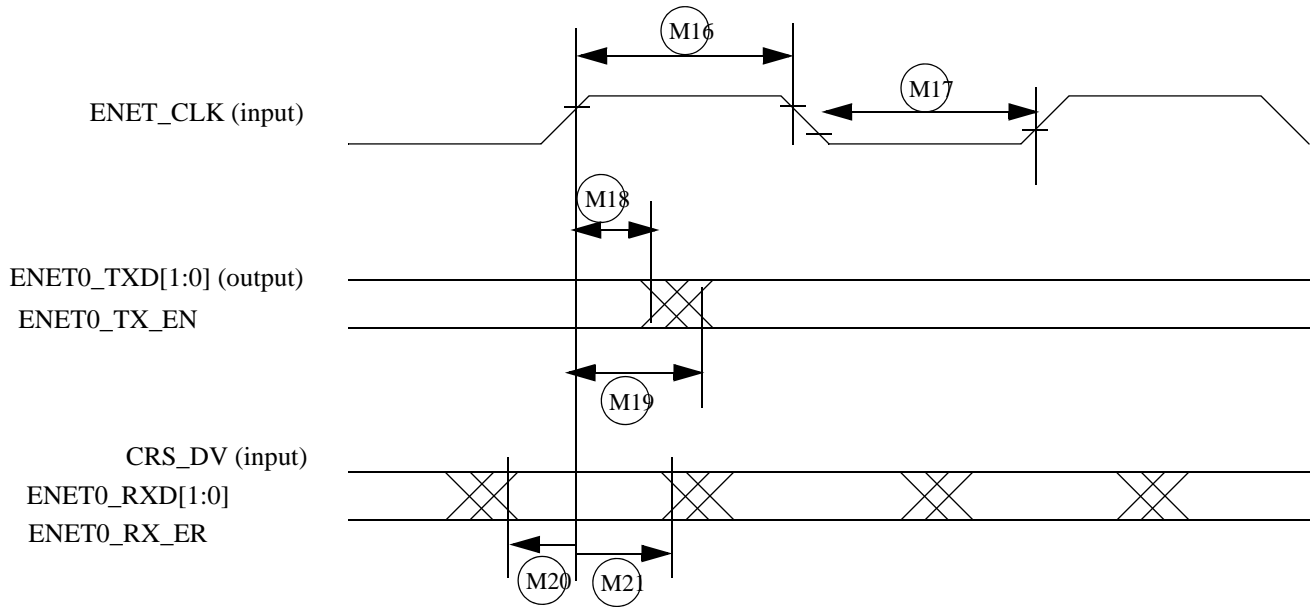 M16
ENET_CLK (input)
M17
M18
ENET0_TXD[1:0] (output)
ENET0_TX_EN
M19
CRS_DV (input)
ENET0_RXD[1:0]
ENET0_RX_ER
M20
M21